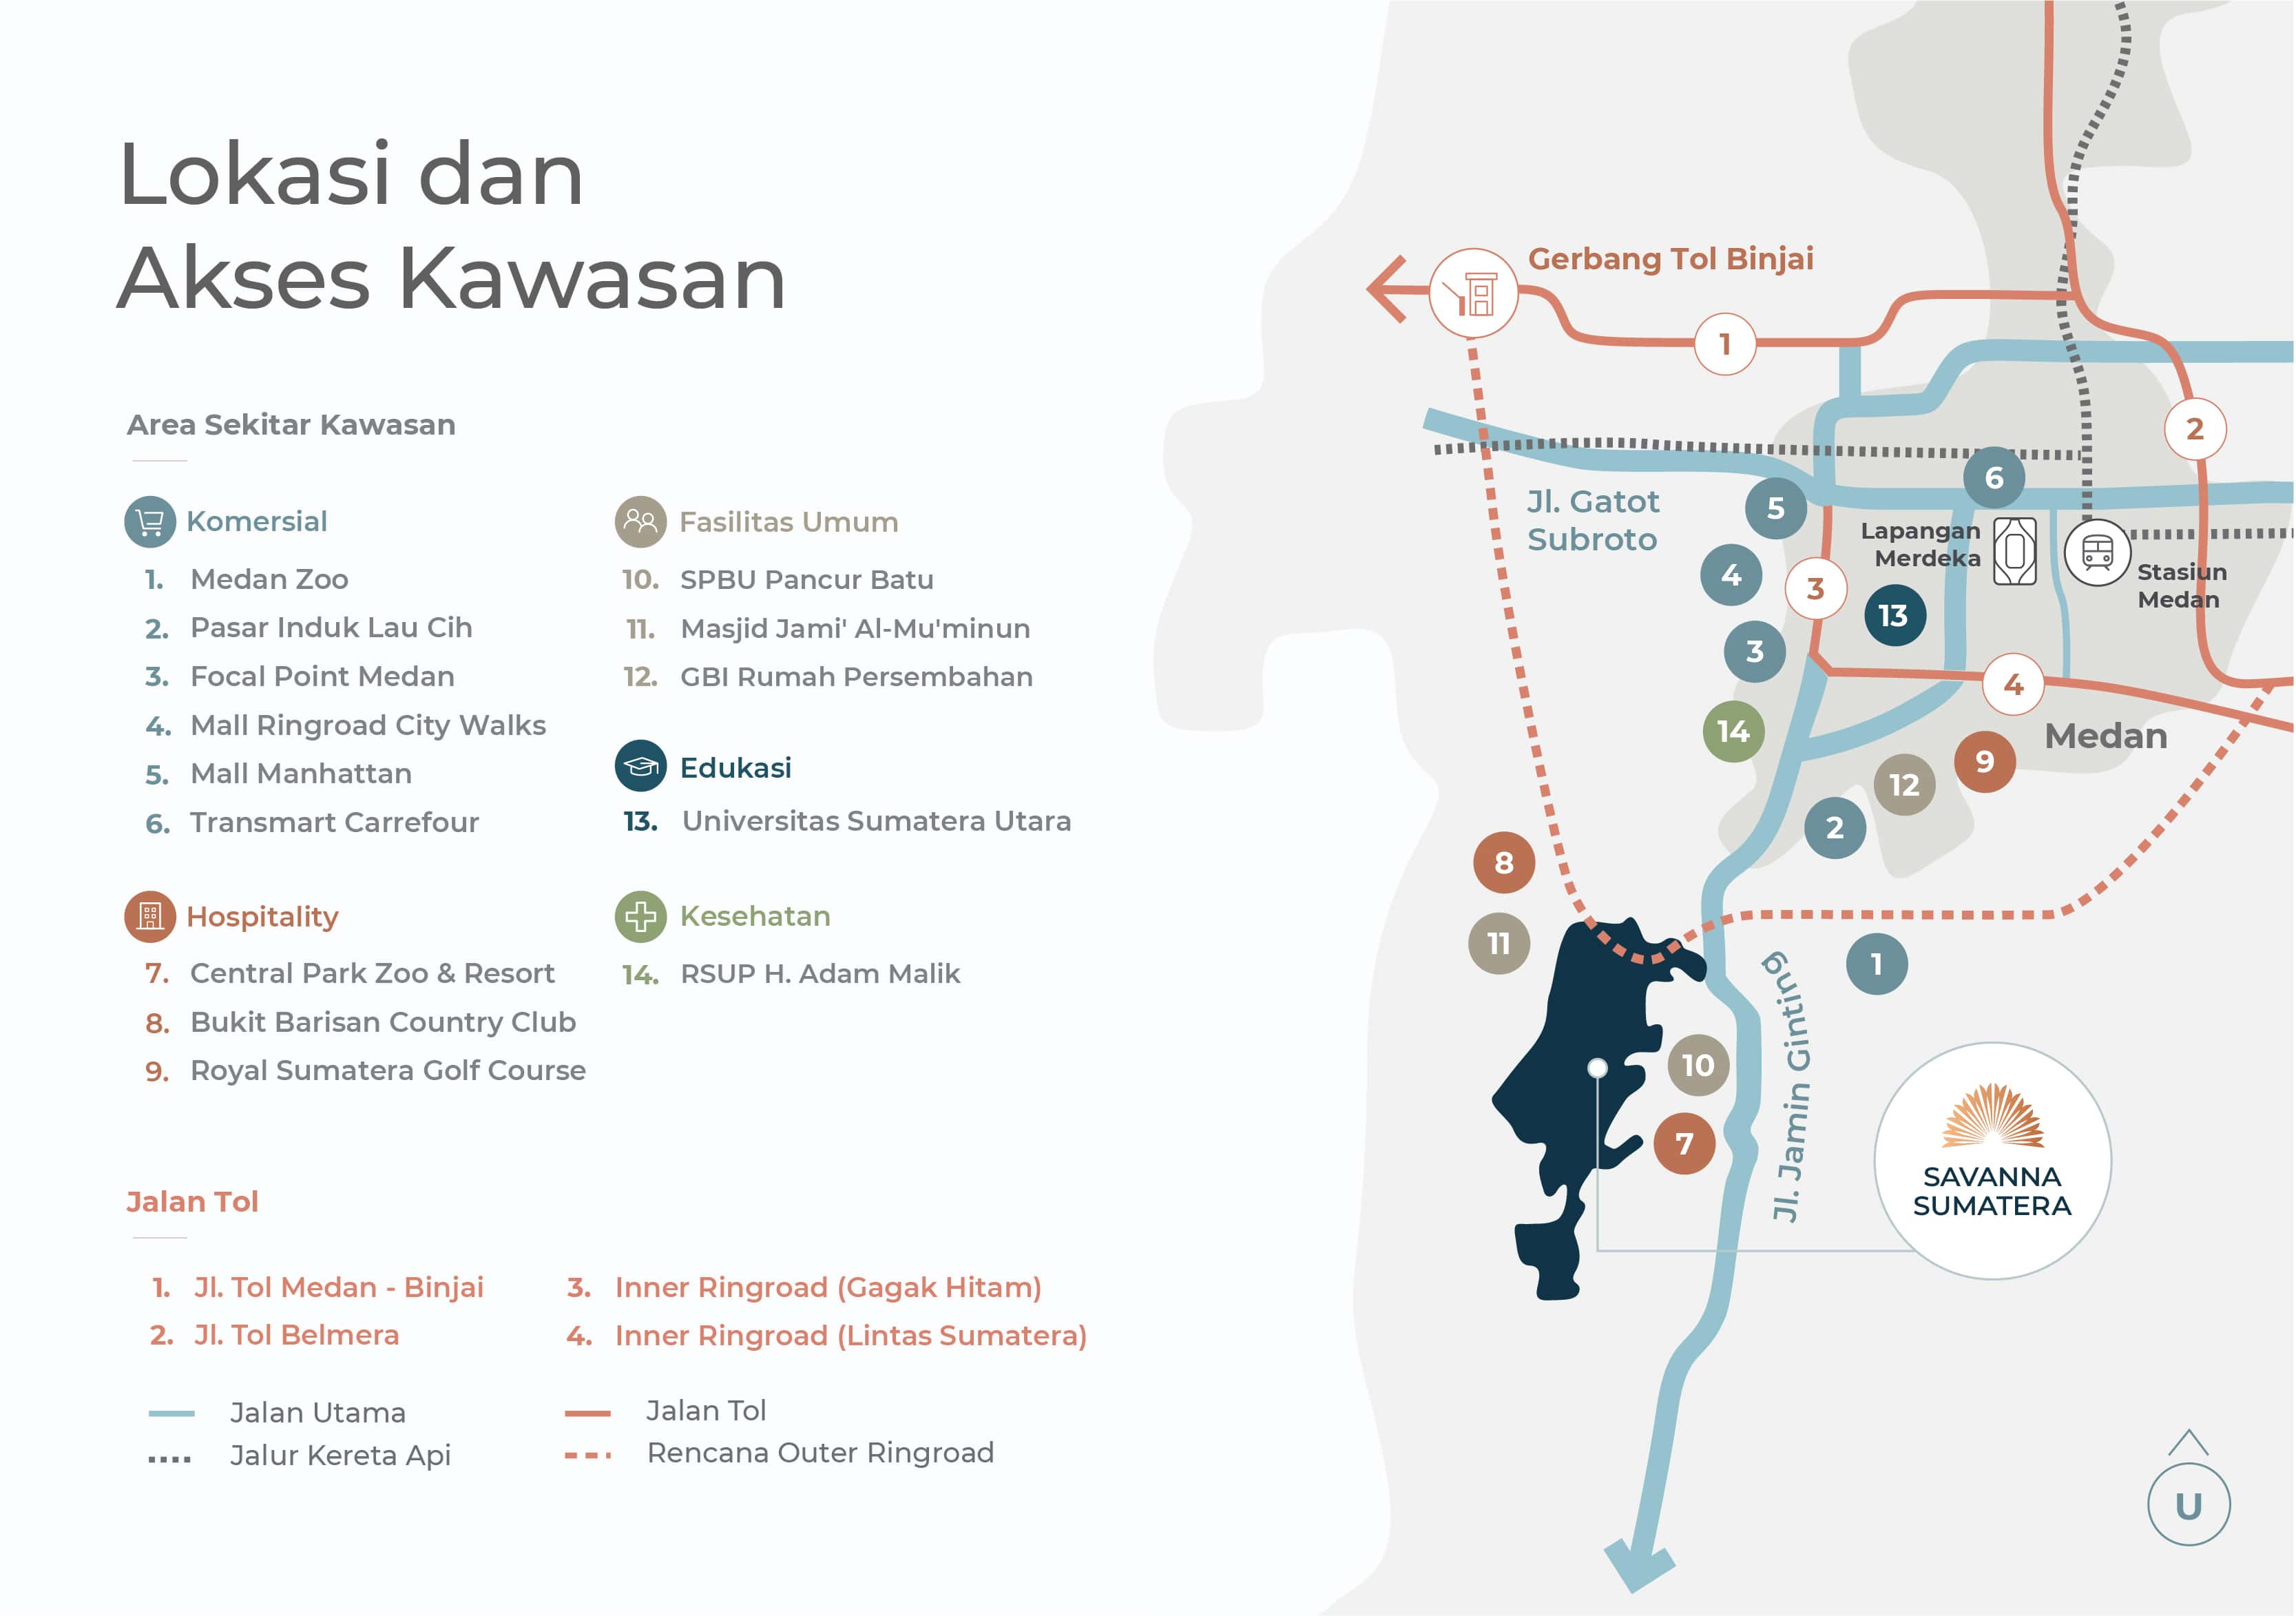 Lokasi dan
Akses Kawasan
Area Sekitar Kawasan
Komersial
1. Medan Zoo
2. Pasar Induk Lau Cih
3. Focal Point Medan
4. Mall Ringroad City Walks
5. Mall Manhattan
6. Transmart Carrefour
Hospitality
7. Central Park Zoo & Resort
8. Bukit Barisan Country Club
9. Royal Sumatera Golf Course
Fasilitas Umum
10. SPBU Pancur Batu
11. Masjid Jami' Al-Mu'minun
12. GBI Rumah Persembahan
Edukasi
13. Universitas Sumatera Utara
Kesehatan
14. RSUP H. Adam Malik
Jalan Tol
1. Jl. Tol Medan - Binjai
2. Jl. Tol Belmera
3. Inner Ringroad (Gagak Hitam)
4. Inner Ringroad (Lintas Sumatera)
Jalan Utama
Jalur Kereta Api
Jalan Tol
Rencana Outer Ringroad
Gerbang Tol Binjai
1
2
6
Jl. Gatot
Subroto
5
Lapangan
Merdeka
4
3
Stasiun
Medan
13
3
4
14
Medan
9
12
2
8
11
1
Jl. Jamin Ginting
10
7
SAVANNA
SUMATERA
U